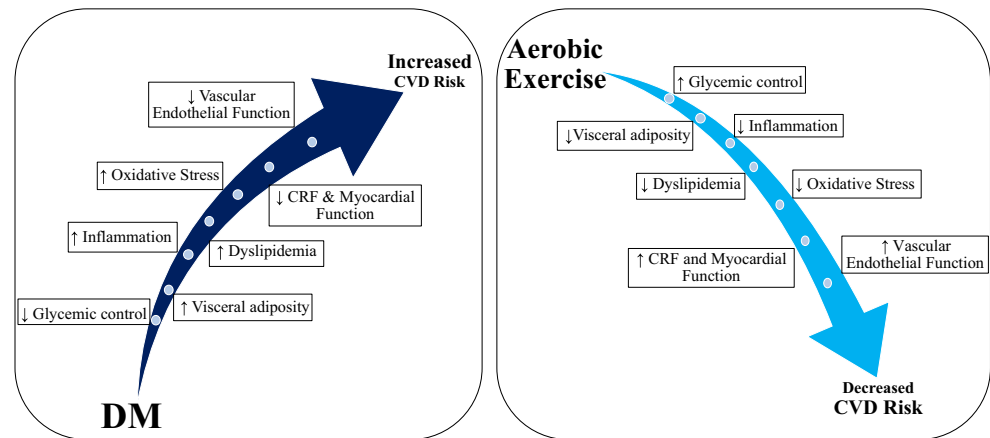 Increased
CVD Risk
↓ Vascular
Endothelial Function
↑ Oxidative Stress
↓ CRF & Myocardial
Function
↑ Inflammation
↑ Dyslipidemia
↓ Glycemic control
↑ Visceral adiposity
DM
Aerobic
Exercise
↑ Glycemic control
↓Visceral adiposity
↓ Inflammation
↓ Dyslipidemia
↓ Oxidative Stress
↑ CRF and Myocardial
Function
↑ Vascular
Endothelial Function
Decreased
CVD Risk